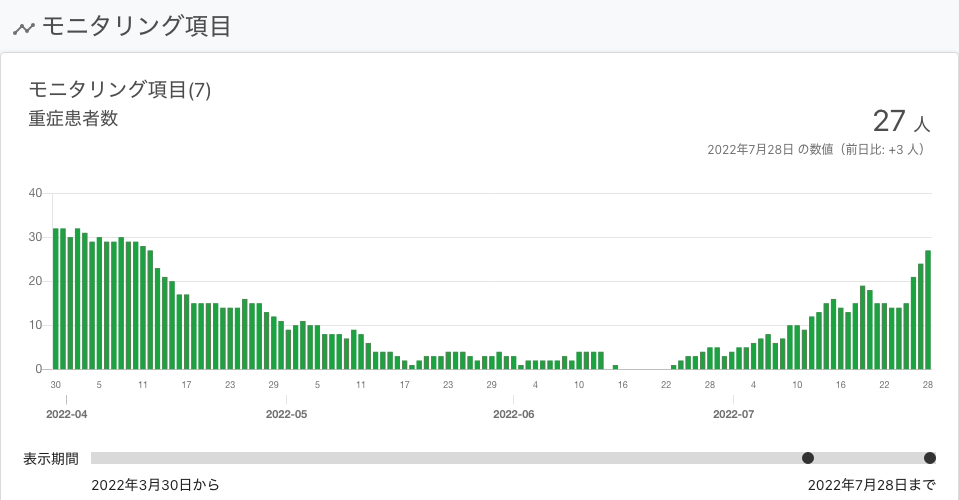 モニタリング項目
モニタリング項目(7)
重症患者数
27 人
2022年7月28日 の数値（前日比: +3 人）
40
30
20
10
0
30 5 11 17 23 29 5 11 17 23 29 4 10 16 22 28 4 10 16 22 28
2022-04 2022-05 2022-06 2022-07
表示期間
2022年3月30日から 2022年7月28日まで